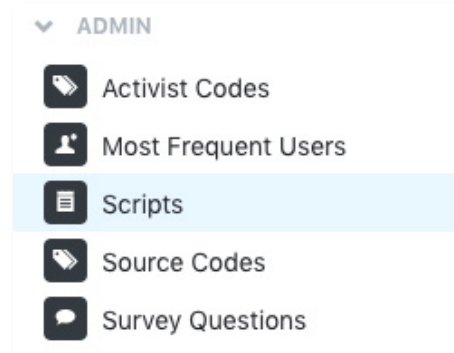 ADMIN
Activist Codes
Most Frequent Users
Scripts
Source Codes
Survey Questions